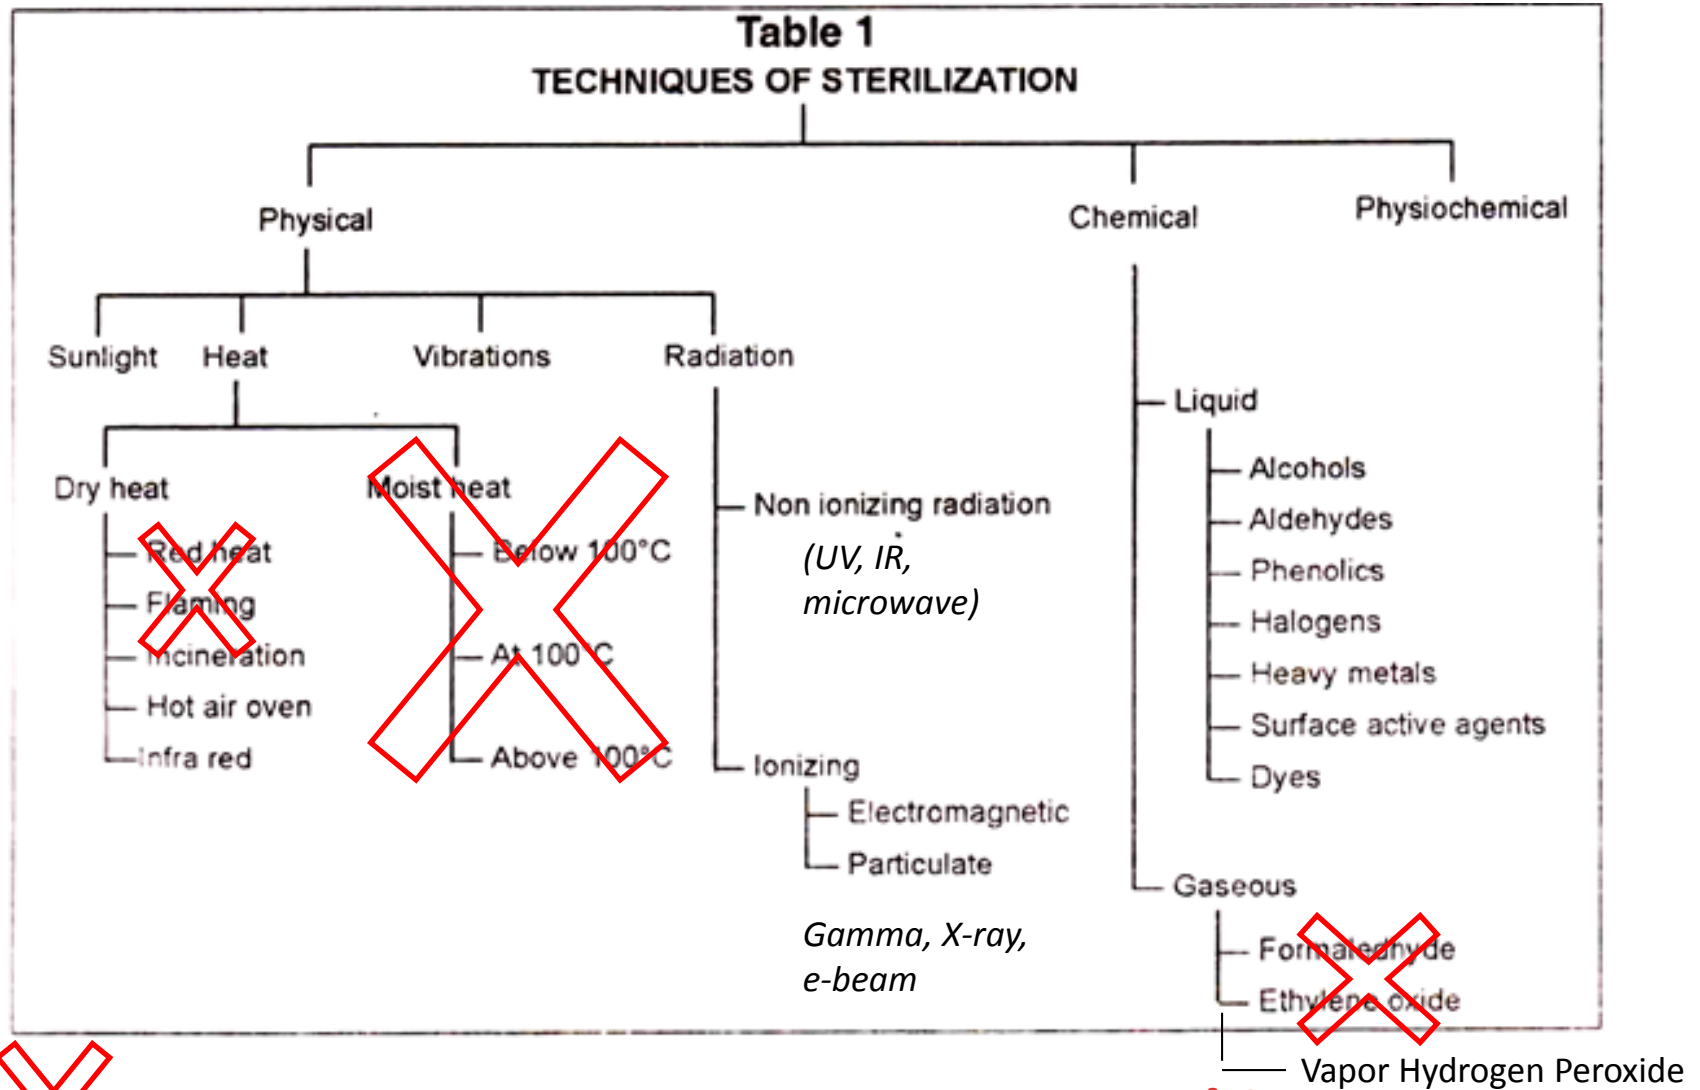 Table 1
TECHNIQUES OF STERILIZATION
Physical
Chemical
Physiochemical
Sunlight
Heat
Vibrations
Radiation
Dry heat
Red heat
Flaming
Incineration
Hot air oven
Infra red
Moist heat
Below 100°C
At 100°C
Above 100°C
Non ionizing radiation
(UV, IR,
microwave)
Ionizing
Electromagnetic
Particulate
Gamma, X-ray,
e-beam
Liquid
Alcohols
Aldehydes
Phenolics
Halogens
Heavy metals
Surface active agents
Dyes
Gaseous
Formaledhyde
Ethylene oxide
Vapor Hydrogen Peroxide